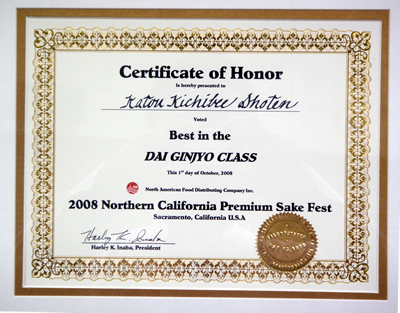 Certificate of Honor
Is hereby presented to
Katou Kichibee Shoten
Voted
Best in the
DAI GINJYO CLASS
This 1st day of October, 2008
North American Food Distributing Company Inc.
2008 Northern California Premium Sake Fest
Sacramento, California U.S.A
Harley K. Inaba
Harley K. Inaba, President